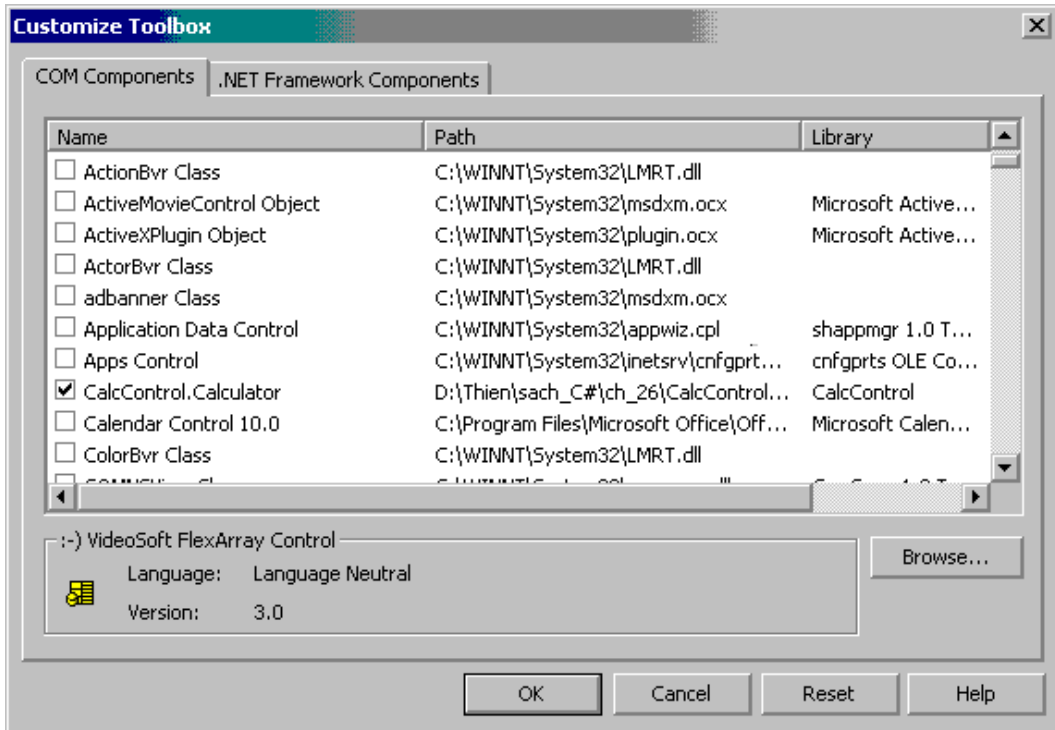 Customize Toolbox
COM Components .NET Framework Components
Name Path Library
ActionBvr Class C:\WINNT\System32\LMRT.dll
ActiveMovieControl Object C:\WINNT\System32\msdxm.ocx Microsoft Active...
ActiveXPlugin Object C:\WINNT\System32\plugin.ocx Microsoft Active...
ActorBvr Class C:\WINNT\System32\LMRT.dll
adbanner Class C:\WINNT\System32\msdxm.ocx
Application Data Control C:\WINNT\System32\appwiz.cpl shappmgr 1.0 T...
Apps Control C:\WINNT\System32\inetsrv\cnfgprt... cnfgprts OLE Co...
CalcControl.Calculator D:\Thien\sach_C#\ch_26\CalcControl... CalcControl
Calendar Control 10.0 C:\Program Files\Microsoft Office\Off... Microsoft Calen...
ColorBvr Class C:\WINNT\System32\LMRT.dll
:-) VideoSoft FlexArray Control
Browse...
Language: Language Neutral
Version: 3.0
OK Cancel Reset Help